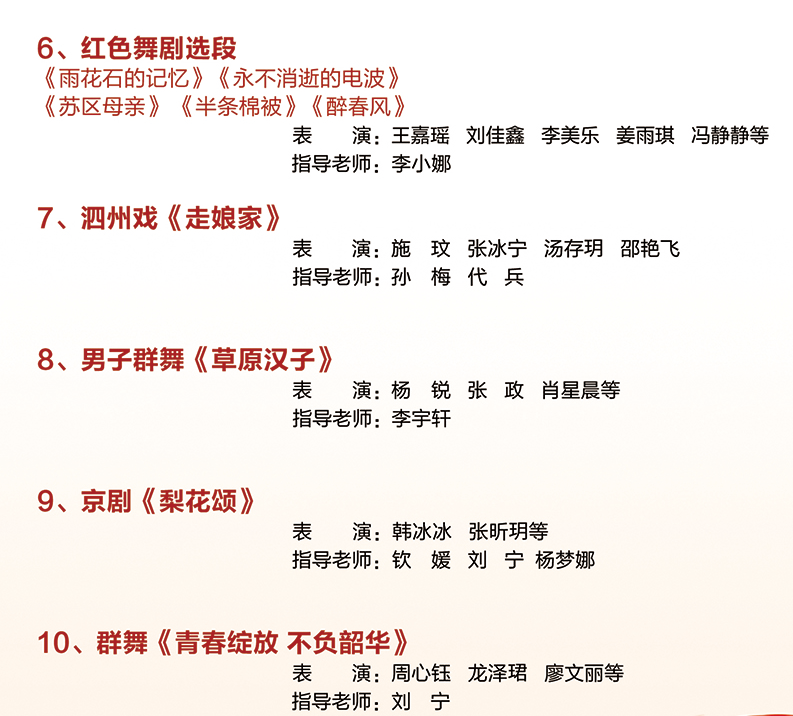 6、红色舞剧选段
《雨花石的记忆》《永不消逝的电波》
《苏区母亲》《半条棉被》《醉春风》
表　　演：王嘉瑶 刘佳鑫 李美乐 姜雨琪 冯静静等
指导老师：李小娜
7、泗州戏《走娘家》
表　　演：施　玟 张冰宁 汤存玥 邵艳飞
指导老师：孙　梅 代　兵
8、男子群舞《草原汉子》
表　　演：杨　锐 张　政 肖星晨等
指导老师：李宇轩
9、京剧《梨花颂》
表　　演：韩冰冰 张昕玥等
指导老师：钦　媛 刘　宁 杨梦娜
10、群舞《青春绽放 不负韶华》
表　　演：周心钰 龙泽珺 廖文丽等
指导老师：刘　宁